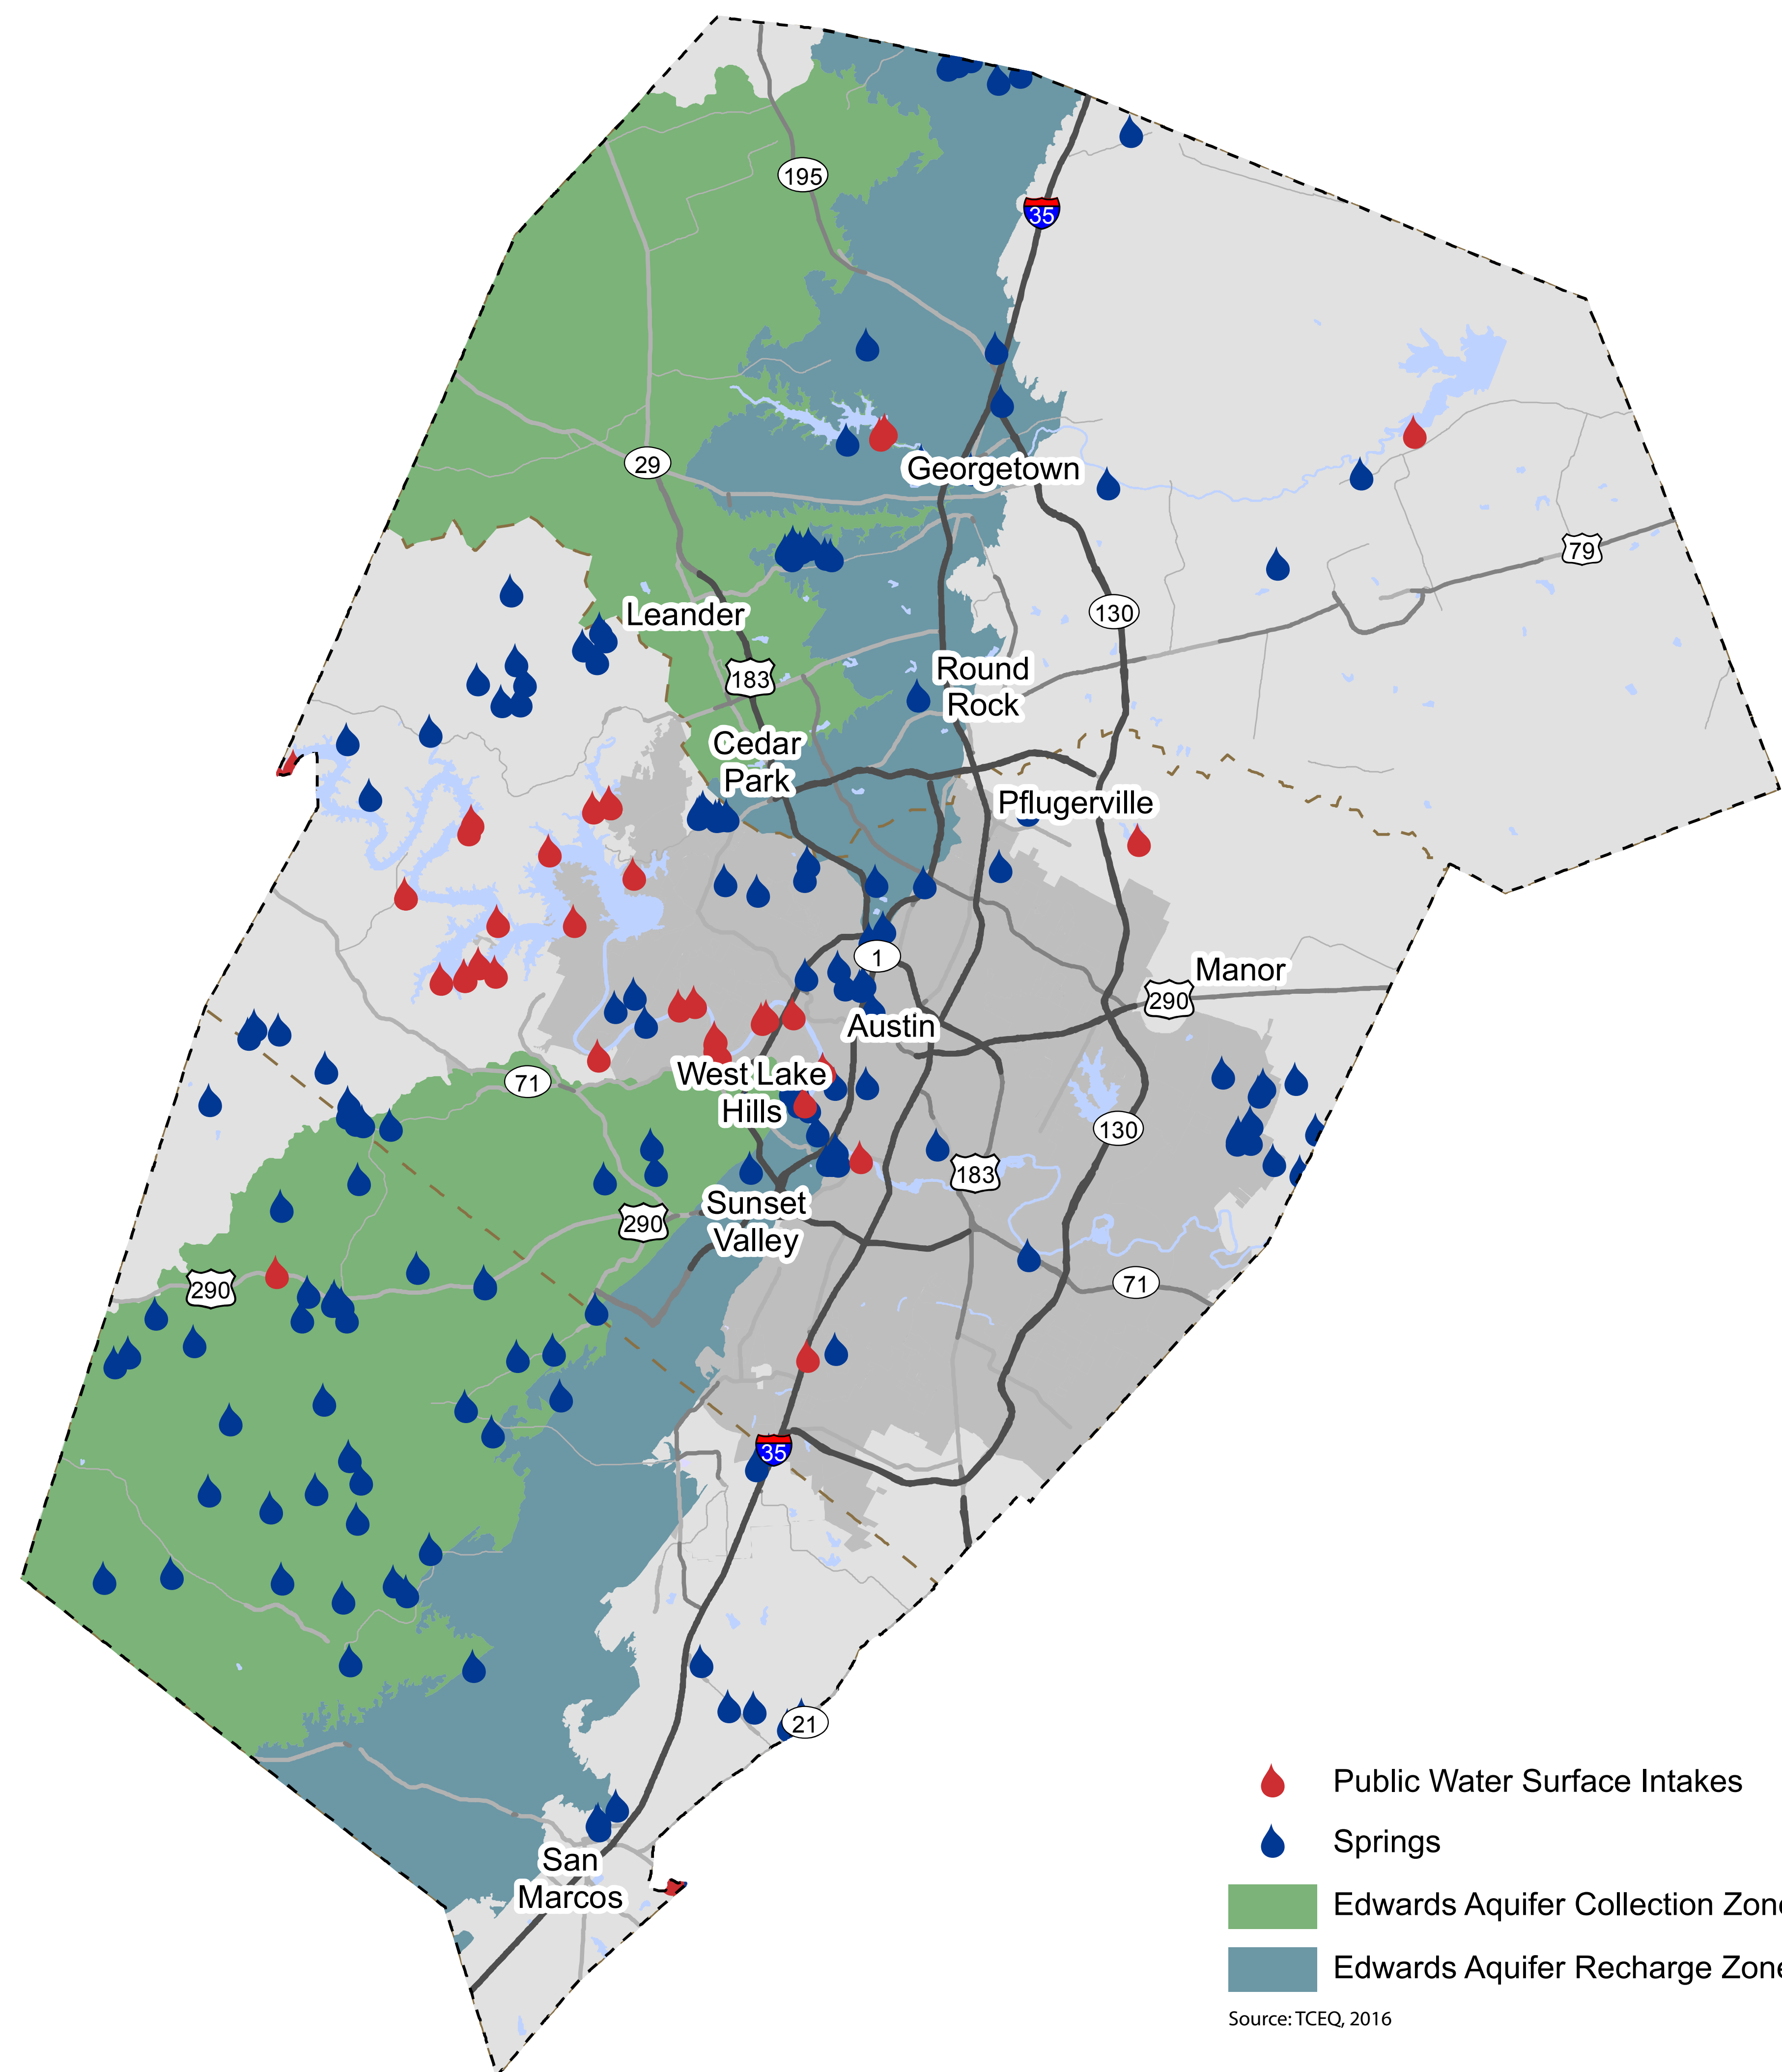 195
35
Georgetown
29
79
Leander
130
183
Round
Rock
Cedar
Park
Pflugerville
1
Manor
290
Austin
West Lake
Hills
71
130
183
Sunset
Valley
290
290
71
35
21
San
Marcos
Public Water Surface Intakes
Springs
Edwards Aquifer Collection Zon
Edwards Aquifer Recharge Zon
Source: TCEQ, 2016